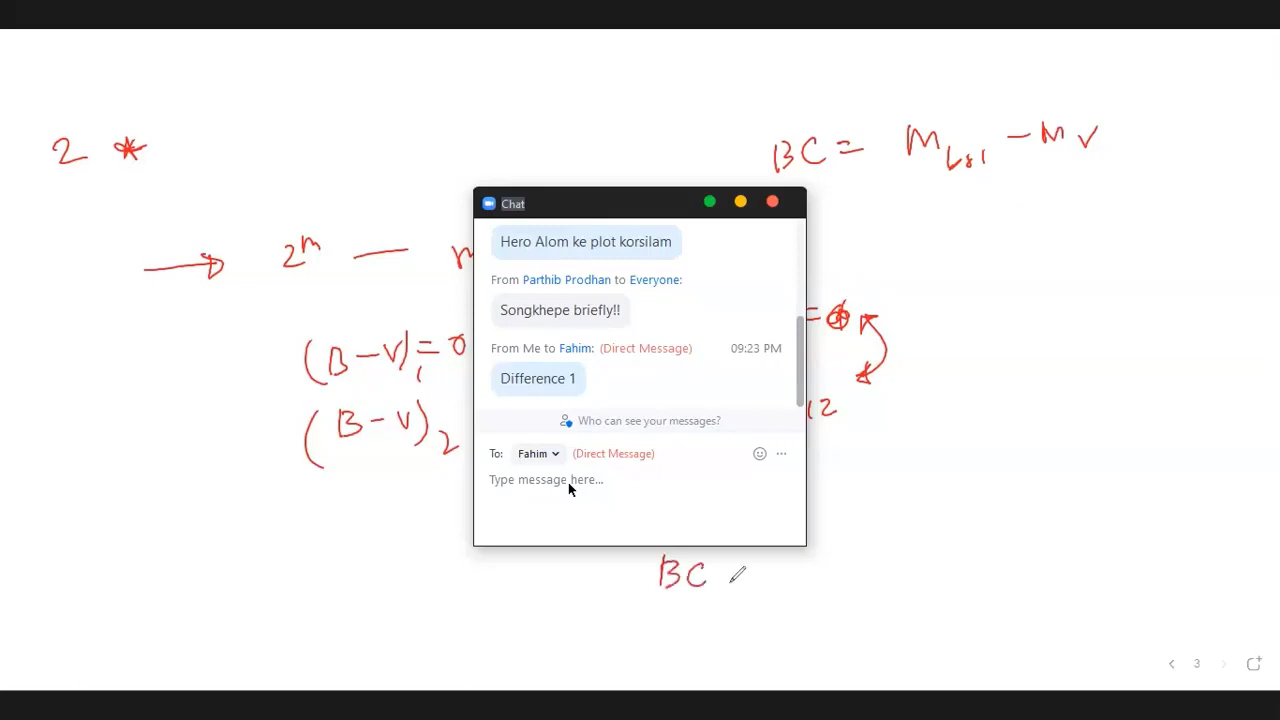 2 *
BC = M bol - M v
Chat
Hero Alom ke plot korsilam
2^m — m
From Parthib Prodhan to Everyone:
Songkhepe briefly!!
From Me to Fahim: (Direct Message) 09:23 PM
(B-V)₁ = 0
Difference 1
(B-V)₂
12
Who can see your messages?
To: Fahim (Direct Message)
Type message here...
BC
3